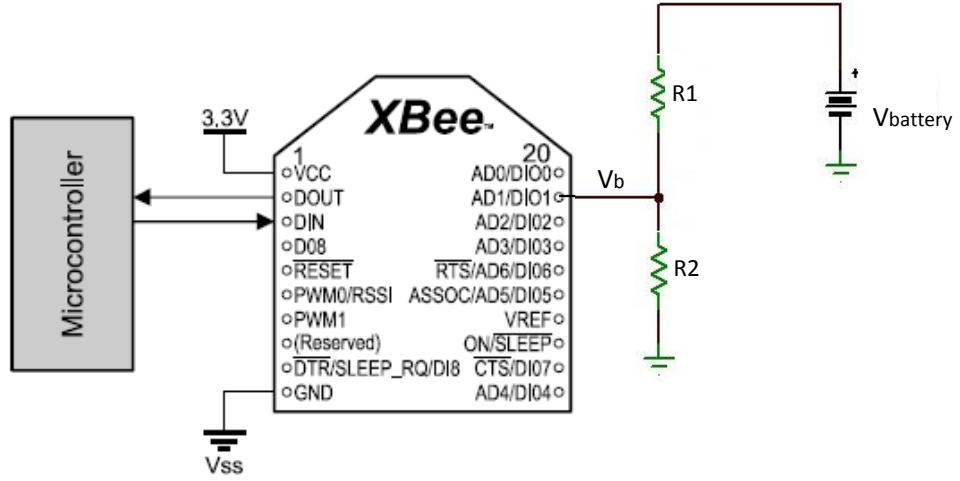 Microcontroller
3,3V
XBee™
1
20
VCC
DOUT
DIN
DO8
RESET
PWM0/RSSI
PWM1
(Reserved)
DTR/SLEEP_RQ/DI8
GND
AD0/DIO0
AD1/DIO1
AD2/DIO2
AD3/DIO3
RTS/AD6/DIO6
ASSOC/AD5/DIO5
VREF
ON/SLEEP
CTS/DIO7
AD4/DIO4
Vss
Vb
R1
R2
+
Vbattery